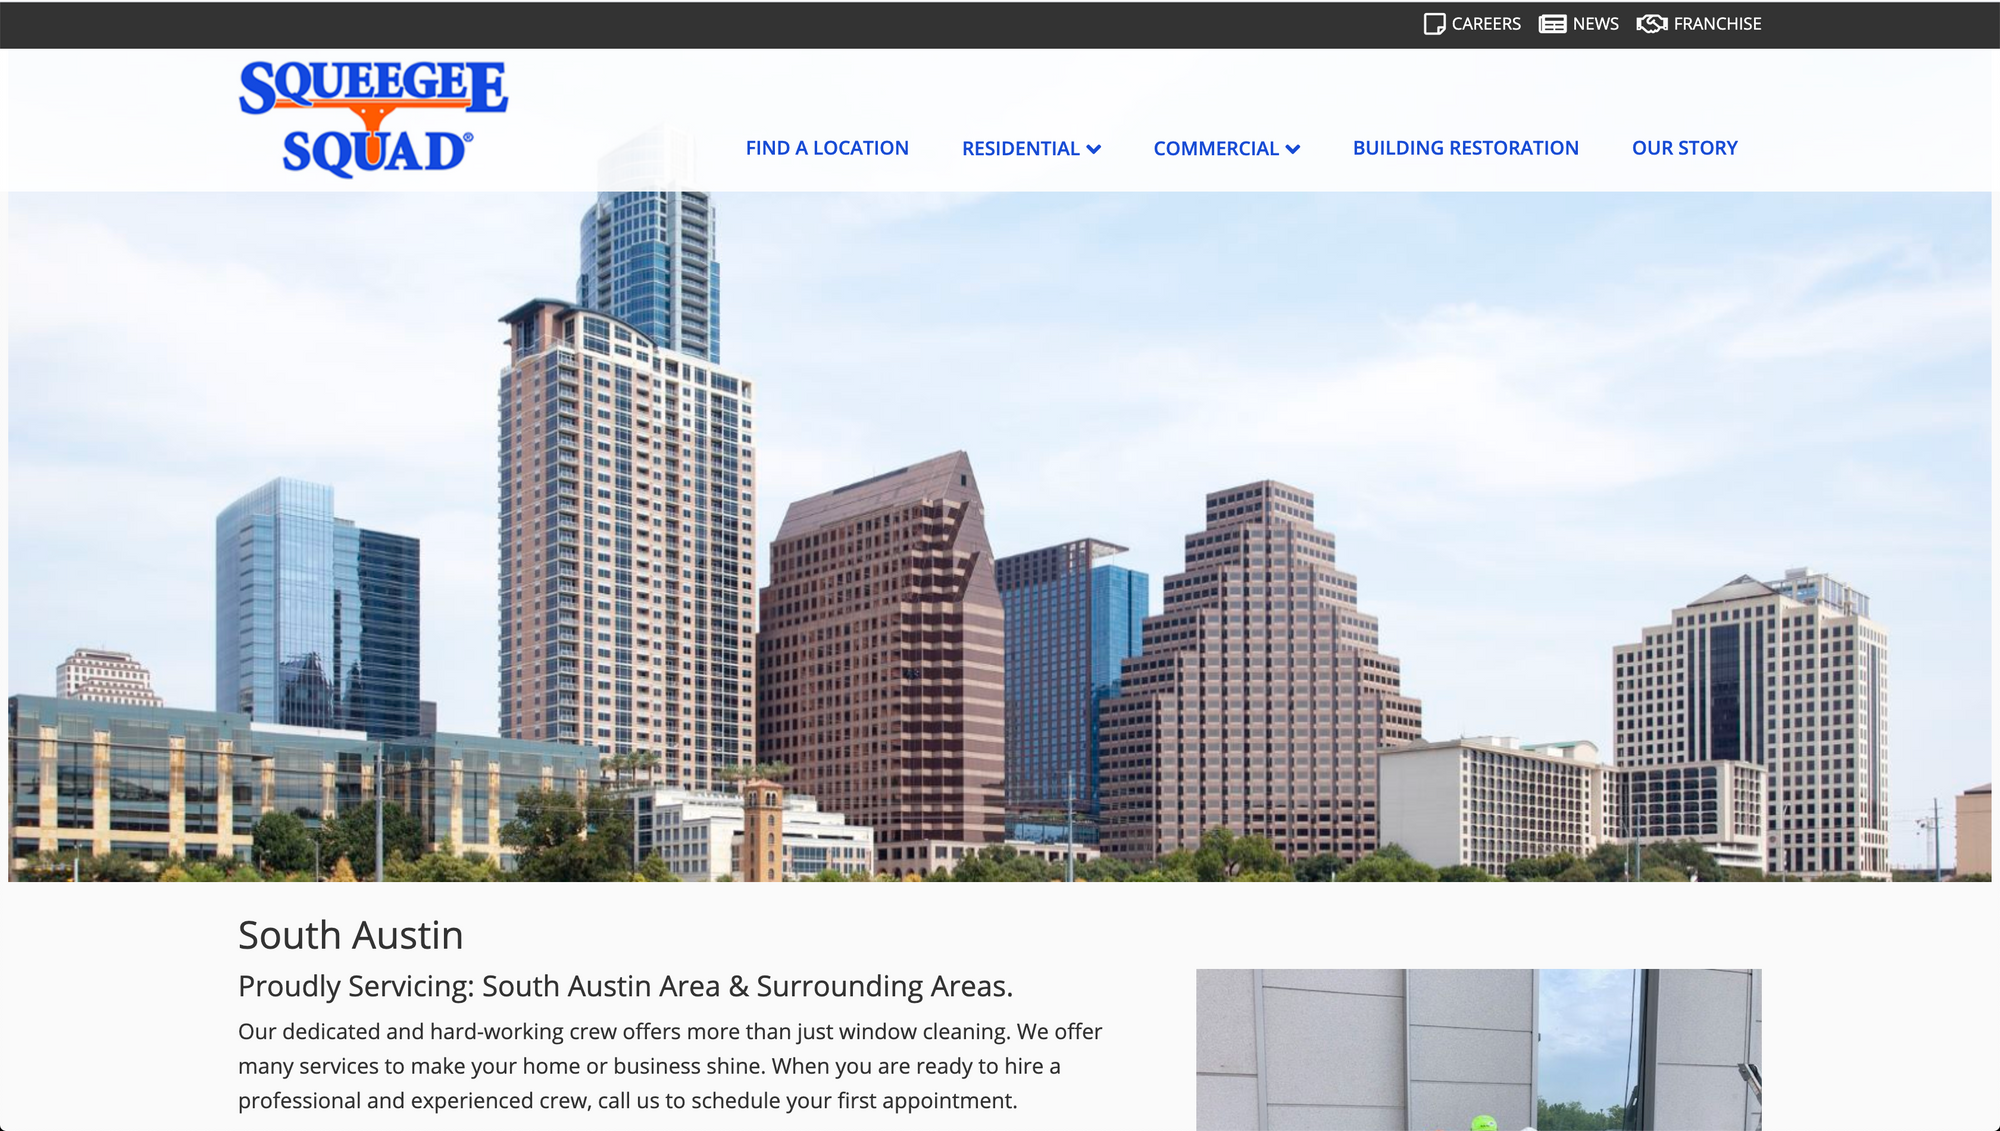 CAREERS NEWS FRANCHISE
SQUEEGEE
SQUAD®
FIND A LOCATION RESIDENTIAL COMMERCIAL BUILDING RESTORATION OUR STORY
South Austin
Proudly Servicing: South Austin Area & Surrounding Areas.
Our dedicated and hard-working crew offers more than just window cleaning. We offer
many services to make your home or business shine. When you are ready to hire a
professional and experienced crew, call us to schedule your first appointment.